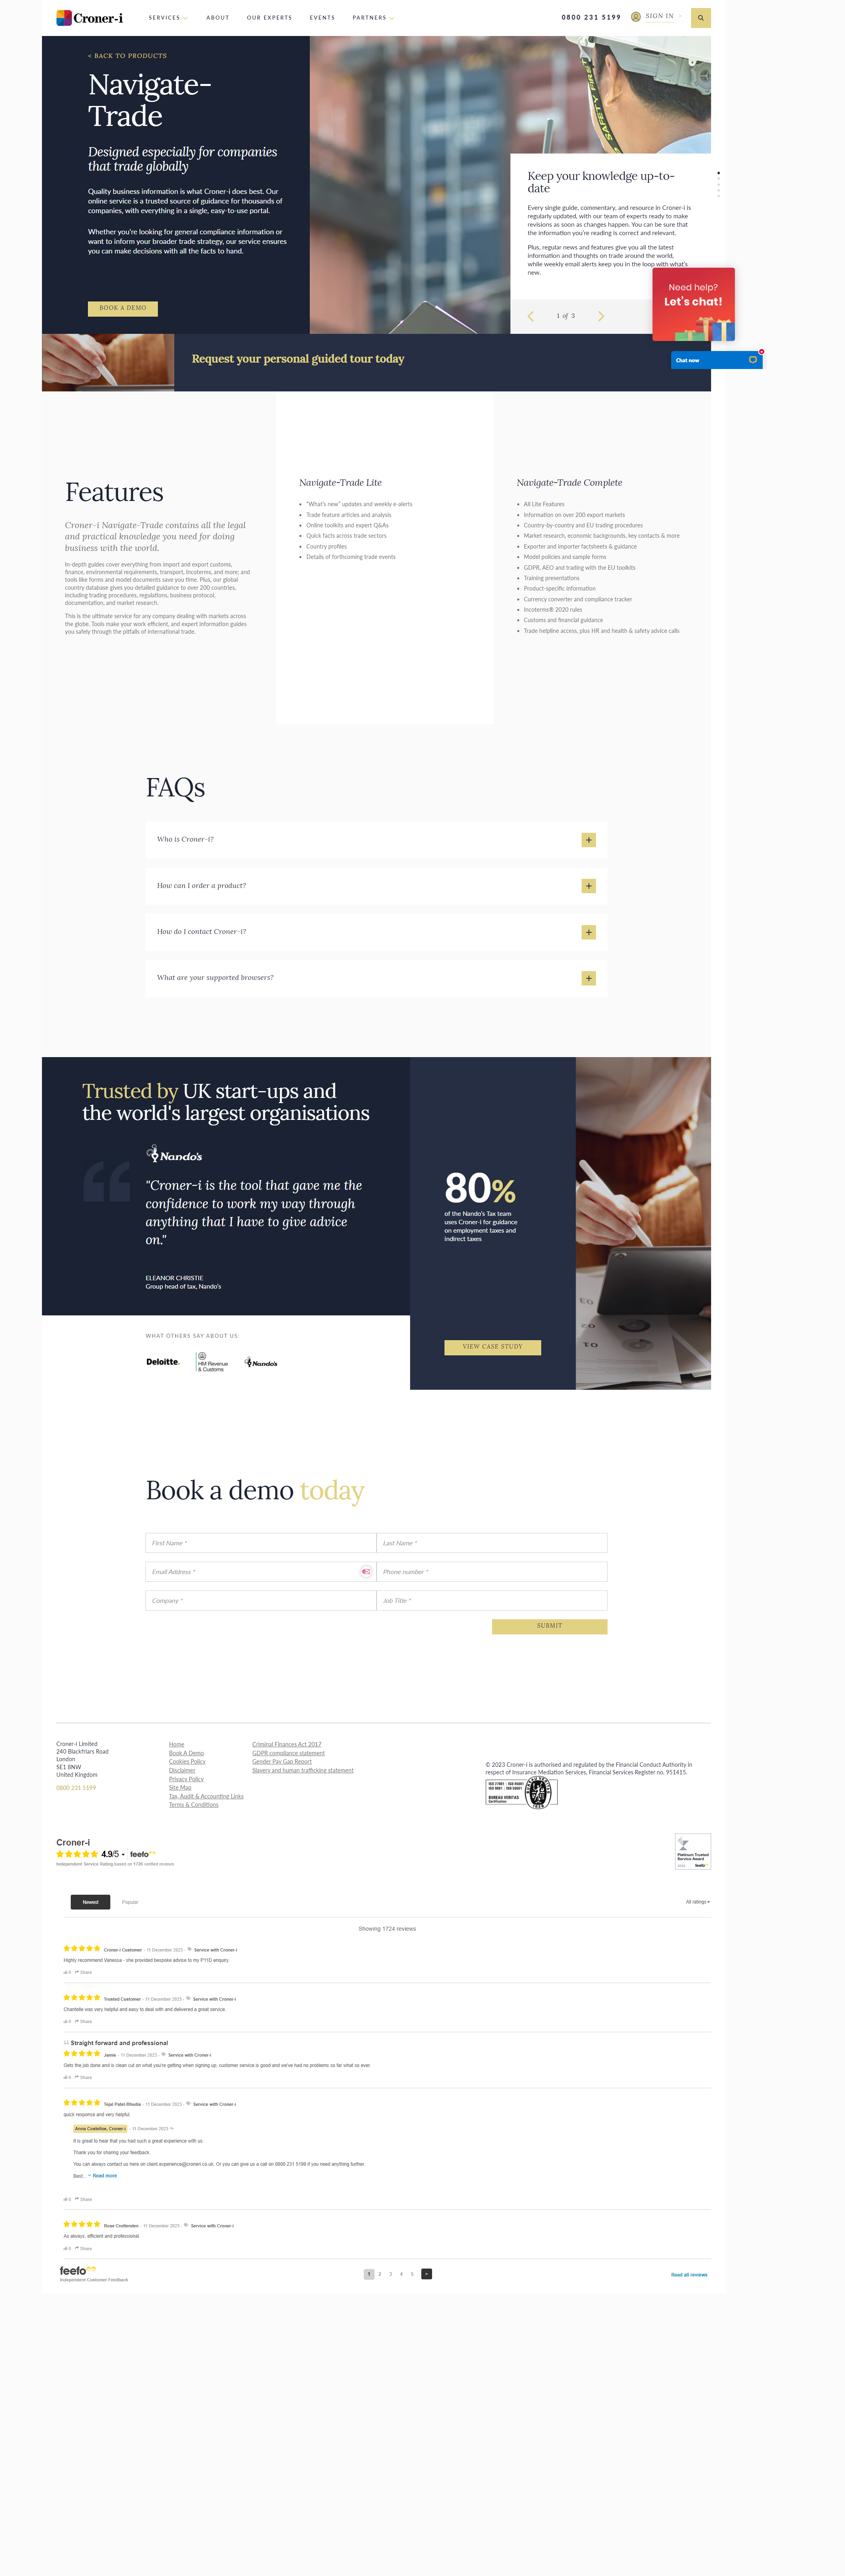 Croner-i
SERVICES
ABOUT
OUR EXPERTS
EVENTS
PARTNERS
0800 231 5199
SIGN IN
< BACK TO PRODUCTS
Navigate-
Trade
Designed especially for companies
that trade globally
Quality business information is what Croner-i does best. Our
online service is a trusted source of guidance for thousands of
companies, with everything in a single, easy-to-use portal.
Whether you're looking for general compliance information or
want to inform your broader trade strategy, our service ensures
you can make decisions with all the facts to hand.
BOOK A DEMO
SAFETY FIRST
Keep your knowledge up-to-
date
Every single guide, commentary, and resource in Croner-i is
regularly updated, with our team of experts ready to make
revisions as soon as changes happen. You can be sure that
the information you're reading is correct and relevant.
Plus, regular news and features give you all the latest
information and thoughts on trade around the world,
while weekly email alerts keep you in the loop with what's
new.
1 of 3
Need help?
Let's chat!
Chat now
Request your personal guided tour today
Features
Croner-i Navigate-Trade contains all the legal
and practical knowledge you need for doing
business with the world.
In-depth guides cover everything from import and export customs,
finance, environmental requirements, transport, Incoterms, and more; and
tools like forms and model documents save you time. Plus, our global
country database gives you detailed guidance to over 200 countries,
including trading procedures, regulations, business protocol,
documentation, and market research.
This is the ultimate service for any company dealing with markets across
the globe. Tools make your work efficient, and expert information guides
you safely through the pitfalls of international trade.
Navigate-Trade Lite
"What's new" updates and weekly e-alerts
Trade feature articles and analysis
Online toolkits and expert Q&As
Quick facts across trade sectors
Country profiles
Details of forthcoming trade events
Navigate-Trade Complete
All Lite Features
Information on over 200 export markets
Country-by-country and EU trading procedures
Market research, economic backgrounds, key contacts & more
Exporter and importer factsheets & guidance
Model policies and sample forms
GDPR, AEO and trading with the EU toolkits
Training presentations
Product-specific information
Currency converter and compliance tracker
Incoterms® 2020 rules
Customs and financial guidance
Trade helpline access, plus HR and health & safety advice calls
FAQs
Who is Croner-i?
How can I order a product?
How do I contact Croner-i?
What are your supported browsers?
Trusted by UK start-ups and
the world's largest organisations
Nando's
"Croner-i is the tool that gave me the
confidence to work my way through
anything that I have to give advice
on."
ELEANOR CHRISTIE
Group head of tax, Nando's
80%
of the Nando's Tax team
uses Croner-i for guidance
on employment taxes and
indirect taxes
VIEW CASE STUDY
WHAT OTHERS SAY ABOUT US:
Deloitte.
HM Revenue
& Customs
Nando's
Book a demo today
First Name *
Last Name *
Email Address *
Phone number *
Company *
Job Title *
SUBMIT
Croner-i Limited
240 Blackfriars Road
London
SE1 8NW
United Kingdom
0800 231 5199
Home
Book A Demo
Cookies Policy
Disclaimer
Privacy Policy
Site Map
Tax, Audit & Accounting Links
Terms & Conditions
Criminal Finances Act 2017
GDPR compliance statement
Gender Pay Gap Report
Slavery and human trafficking statement
© 2023 Croner-i is authorised and regulated by the Financial Conduct Authority in
respect of Insurance Mediation Services, Financial Services Register no. 951415.
BUREAU VERITAS
Certification
Croner-i
4.9/5 - feefo
Independent Service Rating based on 1736 verified reviews
Platinum Trusted
Service Award
2023 feefo
Newest
Popular
All ratings
Showing 1724 reviews
Croner-i Customer - 11 December 2023 - Service with Croner-i
Highly recommend Vanessa - she provided bespoke advice to my P11D enquiry.
0 Share
Trusted Customer - 11 December 2023 - Service with Croner-i
Chantelle was very helpful and easy to deal with and delivered a great service
0 Share
Straight forward and professional
Jamie - 11 December 2023 - Service with Croner-i
Gets the job done and is clean cut on what you're getting when signing up, customer service is good and we've had no problems so far what so ever.
0 Share
Tejal Patel-Bhudia - 11 December 2023 - Service with Croner-i
quick response and very helpful
Anna Costelloe, Croner-i - 11 December 2023
It is great to hear that you had such a great experience with us
Thank you for sharing your feedback.
You can always contact us here on client.experience@croneri.co.uk. Or you can give us a call on 0800 231 5199 if you need anything further.
Best... Read more
0 Share
Rose Cruttenden - 11 December 2023 - Service with Croner-i
As always, efficient and professional
0 Share
feefo
Independent Customer Feedback
1 2 3 4 5 >
Read all reviews